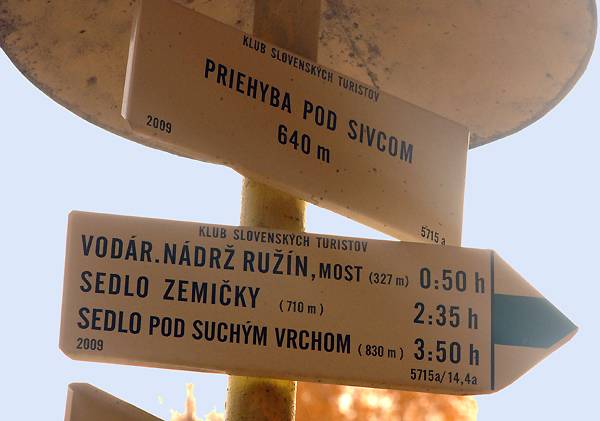 KLUB SLOVENSKÝCH TURISTOV
PRIEHYBA POD SIVCOM
640 m
2009
5715 a
KLUB SLOVENSKÝCH TURISTOV
VODÁR. NÁDRŽ RUŽÍN, MOST (327 m) 0:50 h
SEDLO ZEMIČKY (710 m) 2:35 h
SEDLO POD SUCHÝM VRCHOM (830 m) 3:50 h
2009
5715a/14,4a